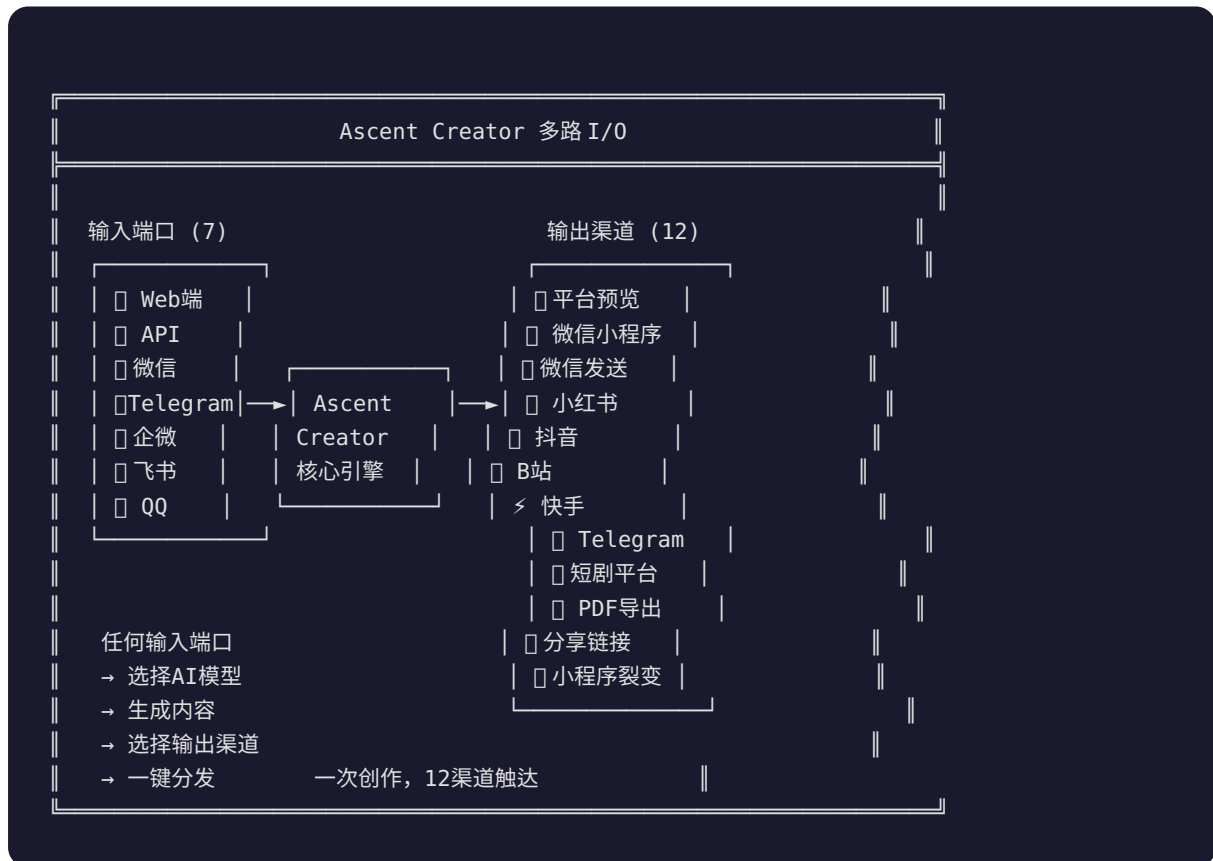 Ascent Creator 多路 I/O
输入端口 (7) 输出渠道 (12)
Web端 平台预览
API 微信小程序
微信 微信发送
Telegram──►│ Ascent ├──►│ 小红书
企微 Creator 抖音
飞书 核心引擎 B站
QQ ⚡ 快手
Telegram
短剧平台
PDF导出
任何输入端口 分享链接
→ 选择AI模型 小程序裂变
→ 生成内容
→ 选择输出渠道
→ 一键分发 一次创作，12渠道触达